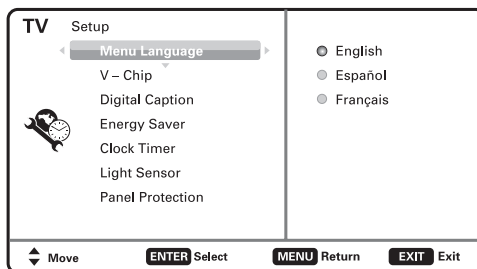 TV Setup
Menu Language
V – Chip
Digital Caption
Energy Saver
Clock Timer
Light Sensor
Panel Protection
English
Español
Français
Move ENTER Select MENU Return EXIT Exit